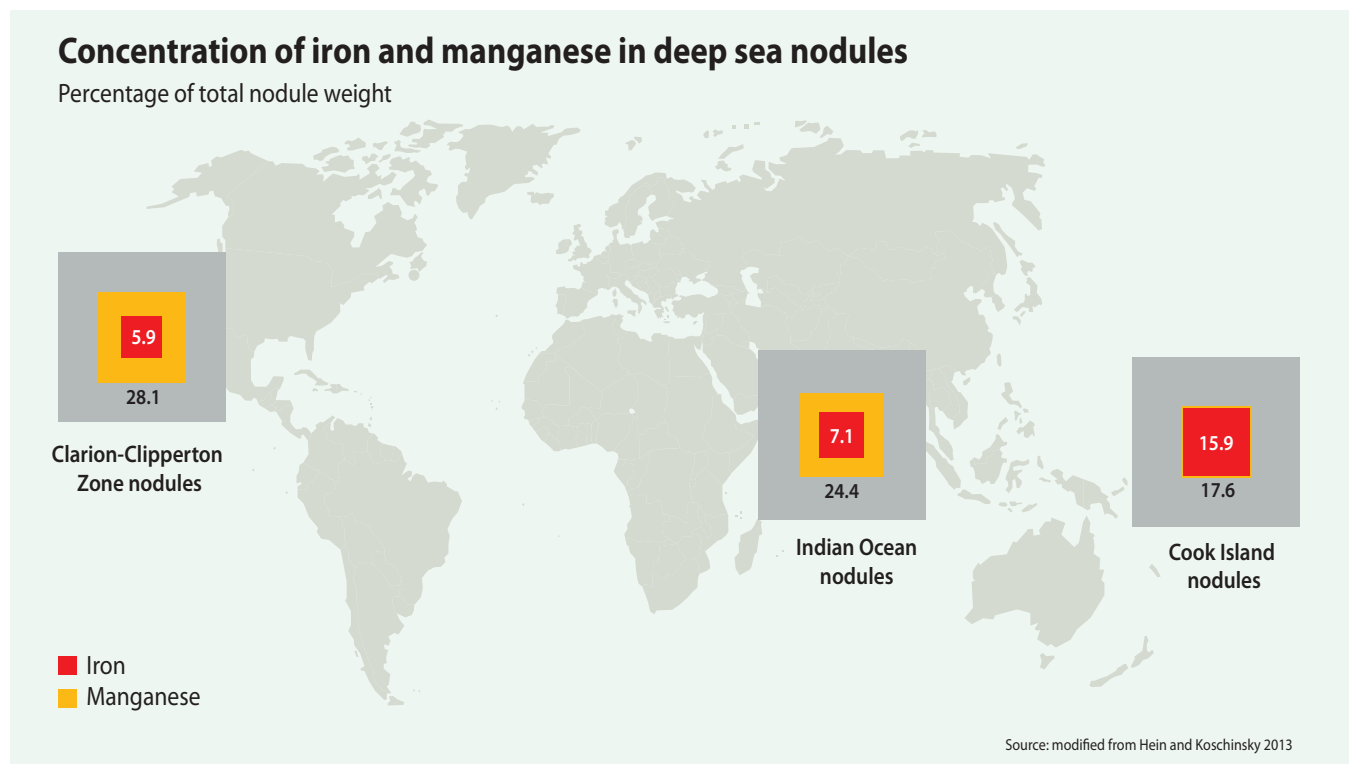 Concentration of iron and manganese in deep sea nodules
Percentage of total nodule weight
5.9
28.1
Clarion-Clipperton
Zone nodules
7.1
24.4
Indian Ocean
nodules
15.9
17.6
Cook Island
nodules
Iron
Manganese
Source: modified from Hein and Koschinsky 2013